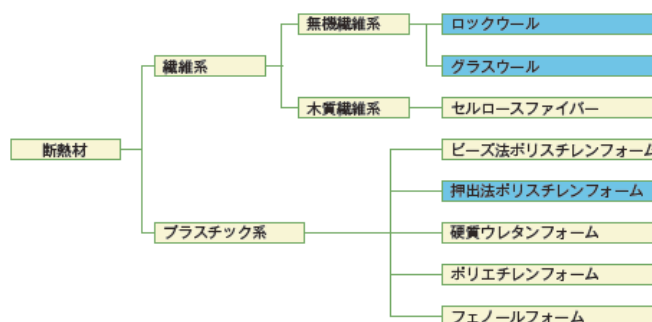 断熱材
繊維系
無機繊維系
ロックウール
グラスウール
木質繊維系
セルロースファイバー
プラスチック系
ビーズ法ポリスチレンフォーム
押出法ポリスチレンフォーム
硬質ウレタンフォーム
ポリエチレンフォーム
フェノールフォーム